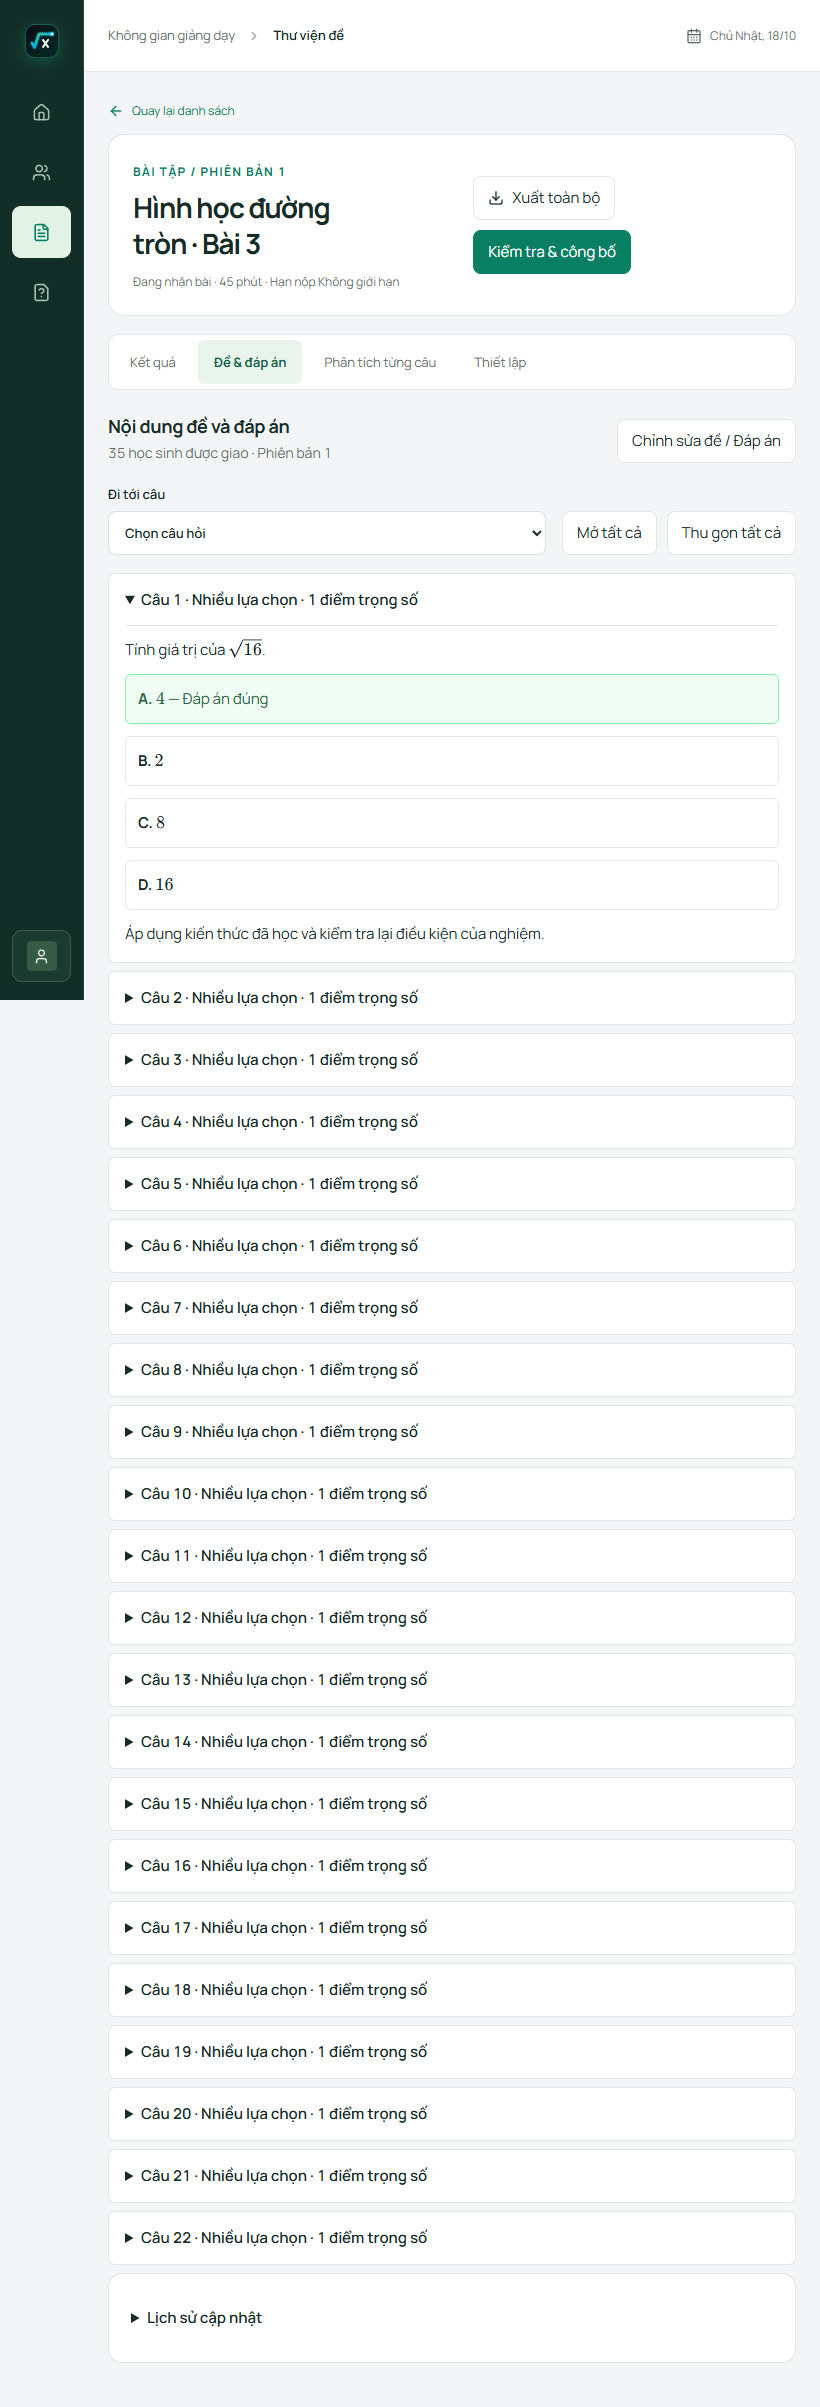 √x
Không gian giảng dạy > Thư viện đề
Chủ Nhật, 18/10
← Quay lại danh sách
BÀI TẬP / PHIÊN BẢN 1
Hình học đường
tròn · Bài 3
Đang nhận bài · 45 phút · Hạn nộp Không giới hạn
Xuất toàn bộ
Kiểm tra & công bố
Kết quả
Đề & đáp án
Phân tích từng câu
Thiết lập
Nội dung đề và đáp án
35 học sinh được giao · Phiên bản 1
Chỉnh sửa đề / Đáp án
Đi tới câu
Chọn câu hỏi
Mở tất cả
Thu gọn tất cả
Câu 1 · Nhiều lựa chọn · 1 điểm trọng số
Tính giá trị của √16.
A. 4 — Đáp án đúng
B. 2
C. 8
D. 16
Áp dụng kiến thức đã học và kiểm tra lại điều kiện của nghiệm.
Câu 2 · Nhiều lựa chọn · 1 điểm trọng số
Câu 3 · Nhiều lựa chọn · 1 điểm trọng số
Câu 4 · Nhiều lựa chọn · 1 điểm trọng số
Câu 5 · Nhiều lựa chọn · 1 điểm trọng số
Câu 6 · Nhiều lựa chọn · 1 điểm trọng số
Câu 7 · Nhiều lựa chọn · 1 điểm trọng số
Câu 8 · Nhiều lựa chọn · 1 điểm trọng số
Câu 9 · Nhiều lựa chọn · 1 điểm trọng số
Câu 10 · Nhiều lựa chọn · 1 điểm trọng số
Câu 11 · Nhiều lựa chọn · 1 điểm trọng số
Câu 12 · Nhiều lựa chọn · 1 điểm trọng số
Câu 13 · Nhiều lựa chọn · 1 điểm trọng số
Câu 14 · Nhiều lựa chọn · 1 điểm trọng số
Câu 15 · Nhiều lựa chọn · 1 điểm trọng số
Câu 16 · Nhiều lựa chọn · 1 điểm trọng số
Câu 17 · Nhiều lựa chọn · 1 điểm trọng số
Câu 18 · Nhiều lựa chọn · 1 điểm trọng số
Câu 19 · Nhiều lựa chọn · 1 điểm trọng số
Câu 20 · Nhiều lựa chọn · 1 điểm trọng số
Câu 21 · Nhiều lựa chọn · 1 điểm trọng số
Câu 22 · Nhiều lựa chọn · 1 điểm trọng số
Lịch sử cập nhật